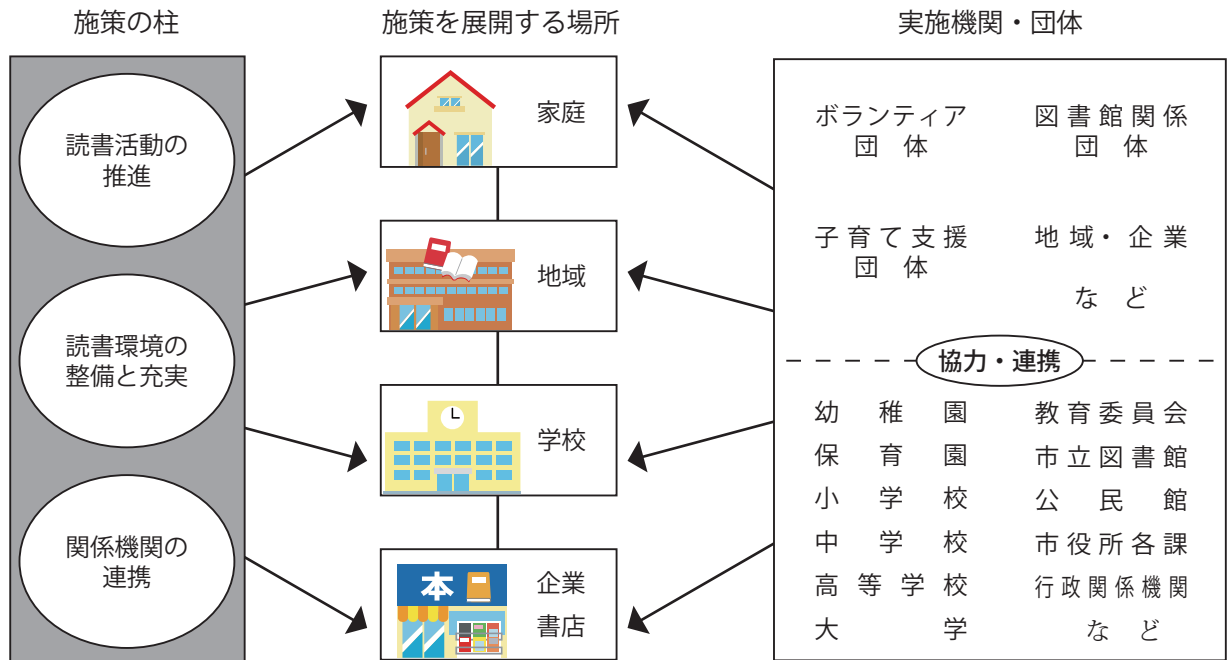 施策の柱
施策を展開する場所
実施機関・団体
読書活動の
推進
読書環境の
整備と充実
関係機関の
連携
家庭
地域
学校
本
企業
書店
ボランティア
団体
図書館関係
団体
子育て支援
団体
地域・企業
など
協力・連携
幼稚園
保育園
小学校
中学校
高等学校
大学
教育委員会
市立図書館
公民館
市役所各課
行政関係機関
など